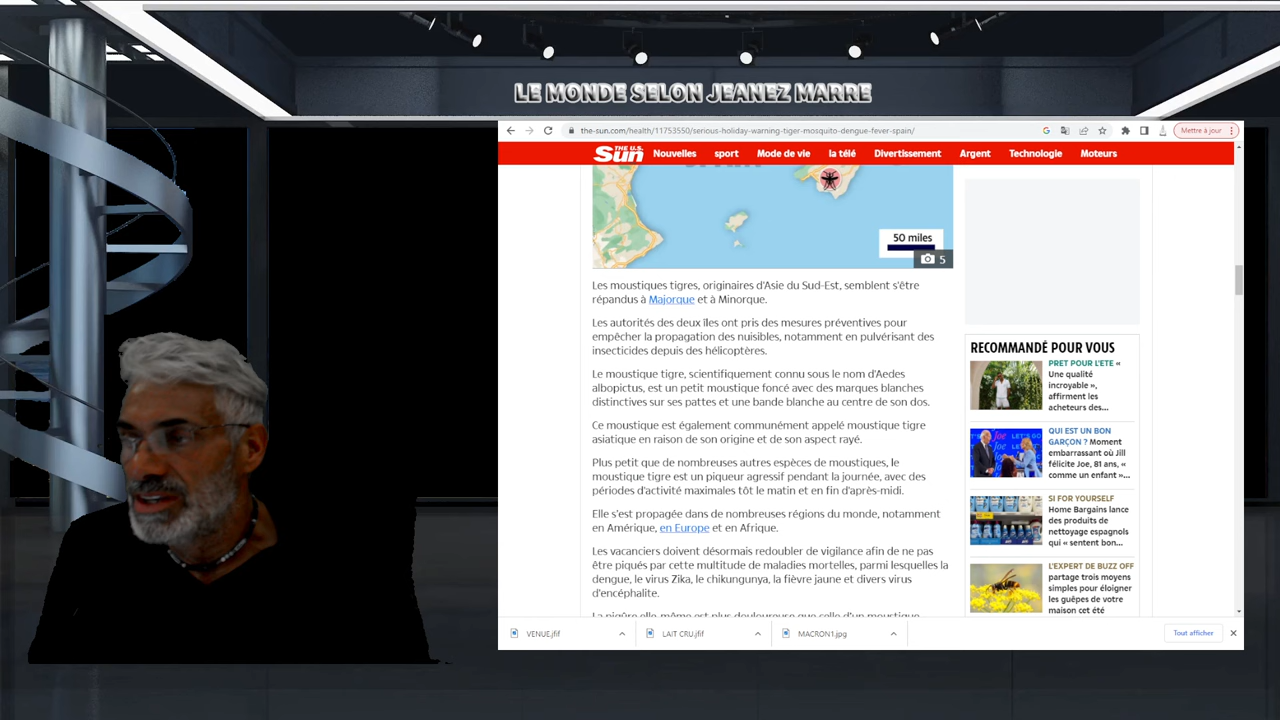 LE MONDE SELON JEANEZ MARRE
the-sun.com/health/11753550/serious-holiday-warning-tiger-mosquito-dengue-fever-spain/
Mettre à jour
THE U.S. Sun
Nouvelles
sport
Mode de vie
la télé
Divertissement
Argent
Technologie
Moteurs
50 miles
5
Les moustiques tigres, originaires d'Asie du Sud-Est, semblent s'être
répandus à Majorque et à Minorque.
Les autorités des deux îles ont pris des mesures préventives pour
empêcher la propagation des nuisibles, notamment en pulvérisant des
insecticides depuis des hélicoptères.
Le moustique tigre, scientifiquement connu sous le nom d'Aedes
albopictus, est un petit moustique foncé avec des marques blanches
distinctives sur ses pattes et une bande blanche au centre de son dos.
Ce moustique est également communément appelé moustique tigre
asiatique en raison de son origine et de son aspect rayé.
Plus petit que de nombreuses autres espèces de moustiques, le
moustique tigre est un piqueur agressif pendant la journée, avec des
périodes d'activité maximales tôt le matin et en fin d'après-midi.
Elle s'est propagée dans de nombreuses régions du monde, notamment
en Amérique, en Europe et en Afrique.
Les vacanciers doivent désormais redoubler de vigilance afin de ne pas
être piqués par cette multitude de maladies mortelles, parmi lesquelles la
dengue, le virus Zika, le chikungunya, la fièvre jaune et divers virus
d'encéphalite.
La piqûre elle-même est plus douloureuse que celle d'un moustique
RECOMMANDÉ POUR VOUS
PRET POUR L'ETE «
Une qualité
incroyable »,
affirment les
acheteurs des...
QUI EST UN BON
GARÇON ? Moment
embarrassant où Jill
félicite Joe, 81 ans, «
comme un enfant »...
SI FOR YOURSELF
Home Bargains lance
des produits de
nettoyage espagnols
qui « sentent bon...
L'EXPERT DE BUZZ OFF
partage trois moyens
simples pour éloigner
les guêpes de votre
maison cet été
VENUE.jfif
LAIT CRU.jfif
MACRON1.jpg
Tout afficher